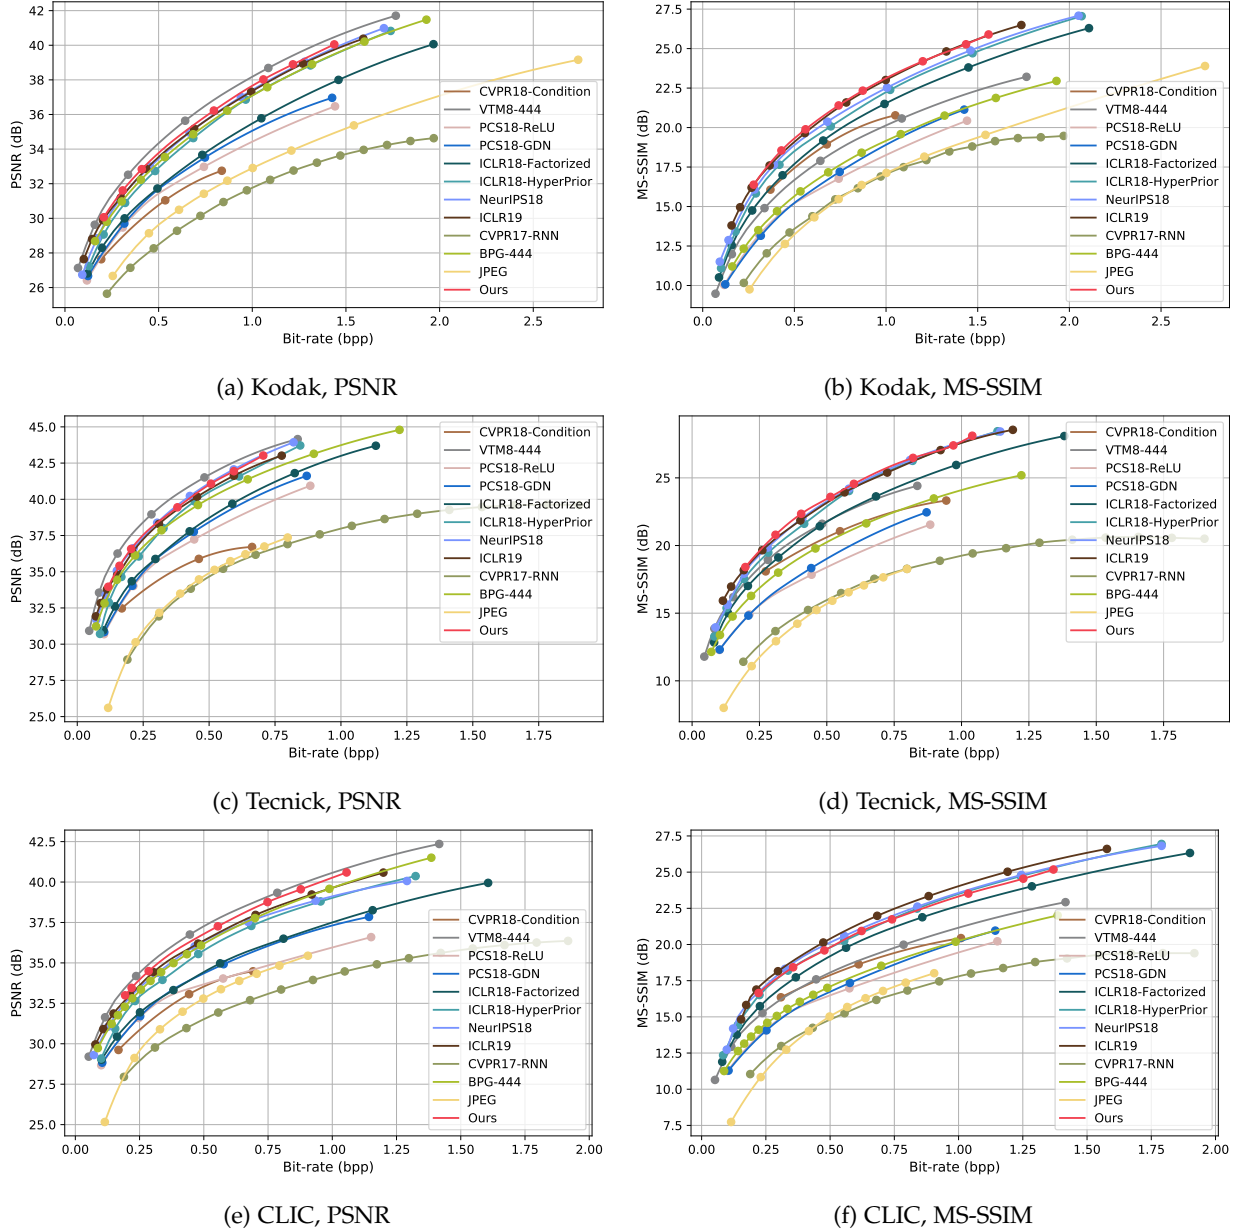 42
40
38
36
34
32
30
28
26
PSNR (dB)
0.0 0.5 1.0 1.5 2.0 2.5
Bit-rate (bpp)
CVPR18-Condition
VTM8-444
PCS18-ReLU
PCS18-GDN
ICLR18-Factorized
ICLR18-HyperPrior
NeurIPS18
ICLR19
CVPR17-RNN
BPG-444
JPEG
Ours
(a) Kodak, PSNR
27.5
25.0
22.5
20.0
17.5
15.0
12.5
10.0
MS-SSIM (dB)
0.0 0.5 1.0 1.5 2.0 2.5
Bit-rate (bpp)
CVPR18-Condition
VTM8-444
PCS18-ReLU
PCS18-GDN
ICLR18-Factorized
ICLR18-HyperPrior
NeurIPS18
ICLR19
CVPR17-RNN
BPG-444
JPEG
Ours
(b) Kodak, MS-SSIM
45.0
42.5
40.0
37.5
35.0
32.5
30.0
27.5
25.0
PSNR (dB)
0.00 0.25 0.50 0.75 1.00 1.25 1.50 1.75
Bit-rate (bpp)
CVPR18-Condition
VTM8-444
PCS18-ReLU
PCS18-GDN
ICLR18-Factorized
ICLR18-HyperPrior
NeurIPS18
ICLR19
CVPR17-RNN
BPG-444
JPEG
Ours
(c) Tecnick, PSNR
25
20
15
10
MS-SSIM (dB)
0.00 0.25 0.50 0.75 1.00 1.25 1.50 1.75
Bit-rate (bpp)
CVPR18-Condition
VTM8-444
PCS18-ReLU
PCS18-GDN
ICLR18-Factorized
ICLR18-HyperPrior
NeurIPS18
ICLR19
CVPR17-RNN
BPG-444
JPEG
Ours
(d) Tecnick, MS-SSIM
42.5
40.0
37.5
35.0
32.5
30.0
27.5
25.0
PSNR (dB)
0.00 0.25 0.50 0.75 1.00 1.25 1.50 1.75 2.00
Bit-rate (bpp)
CVPR18-Condition
VTM8-444
PCS18-ReLU
PCS18-GDN
ICLR18-Factorized
ICLR18-HyperPrior
NeurIPS18
ICLR19
CVPR17-RNN
BPG-444
JPEG
Ours
(e) CLIC, PSNR
27.5
25.0
22.5
20.0
17.5
15.0
12.5
10.0
7.5
MS-SSIM (dB)
0.00 0.25 0.50 0.75 1.00 1.25 1.50 1.75 2.00
Bit-rate (bpp)
CVPR18-Condition
VTM8-444
PCS18-ReLU
PCS18-GDN
ICLR18-Factorized
ICLR18-HyperPrior
NeurIPS18
ICLR19
CVPR17-RNN
BPG-444
JPEG
Ours
(f) CLIC, MS-SSIM